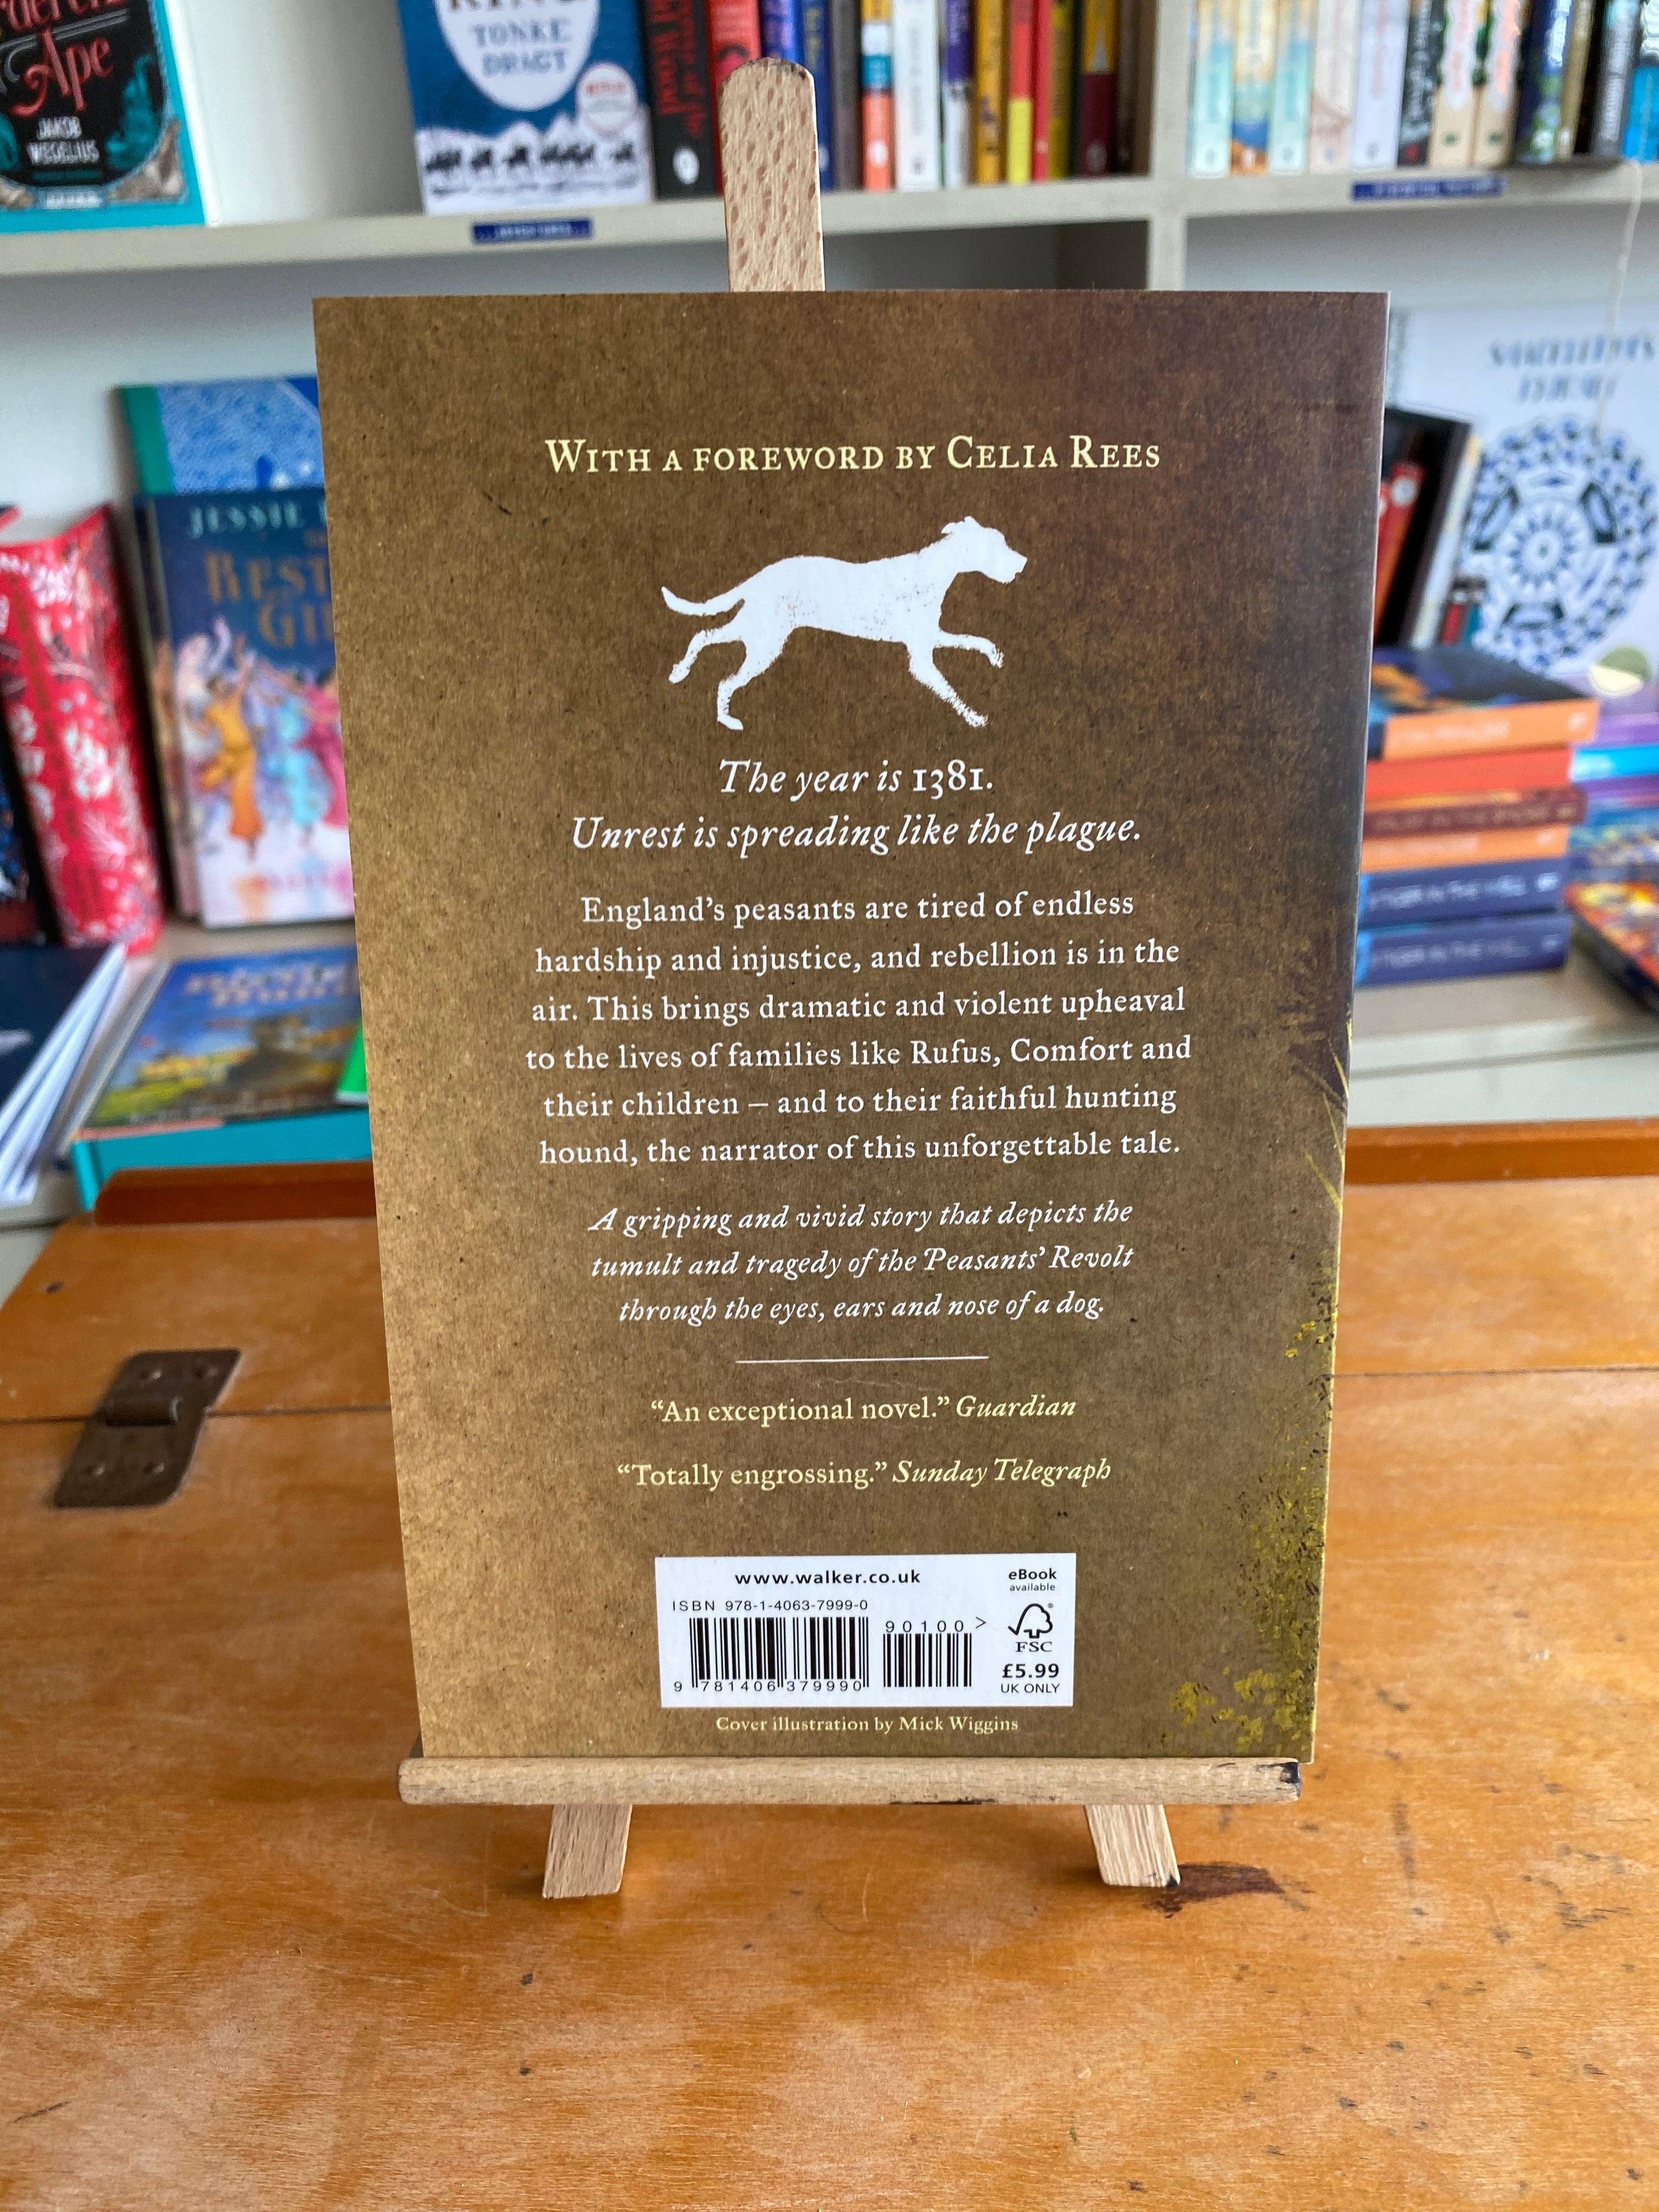 Ape
JAKOB
WEGELIUS
TONKE
DRAGT
JESSIE
WITH A FOREWORD BY CELIA REES
The year is 1381.
Unrest is spreading like the plague.
England’s peasants are tired of endless
hardship and injustice, and rebellion is in the
air. This brings dramatic and violent upheaval
to the lives of families like Rufus, Comfort and
their children – and to their faithful hunting
hound, the narrator of this unforgettable tale.
A gripping and vivid story that depicts the
tumult and tragedy of the Peasants’ Revolt
through the eyes, ears and nose of a dog.
“An exceptional novel.” Guardian
“Totally engrossing.” Sunday Telegraph
www.walker.co.uk
eBook
available
ISBN 978-1-4063-7999-0
90100>
FSC
£5.99
UK ONLY
9 781406 379990
Cover illustration by Mick Wiggins